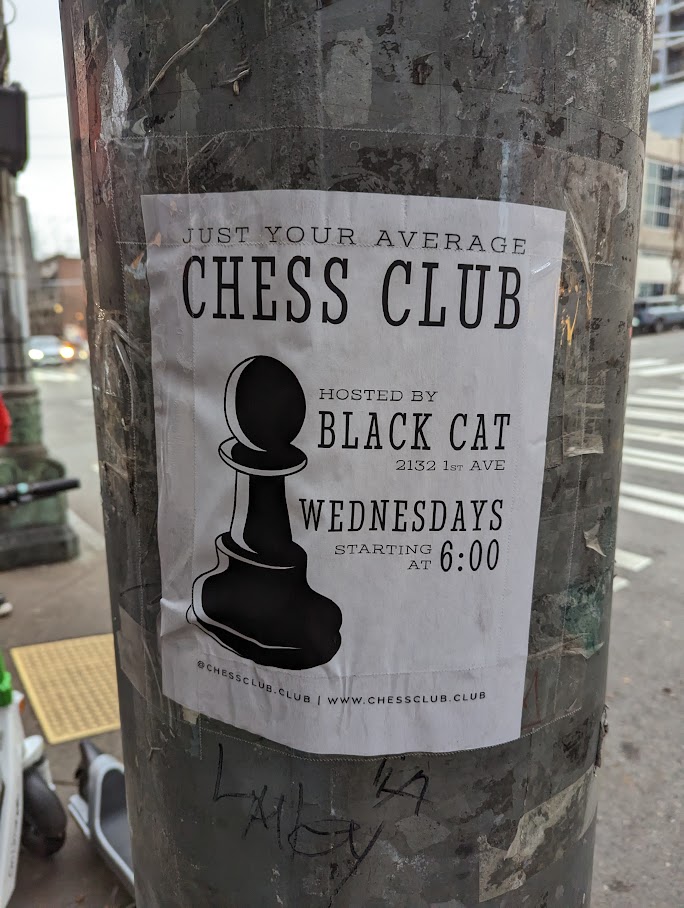 JUST YOUR AVERAGE
CHESS CLUB
HOSTED BY
BLACK CAT
2132 1ST AVE
WEDNESDAYS
STARTING
AT 6:00
@CHESSCLUB.CLUB | WWW.CHESSCLUB.CLUB